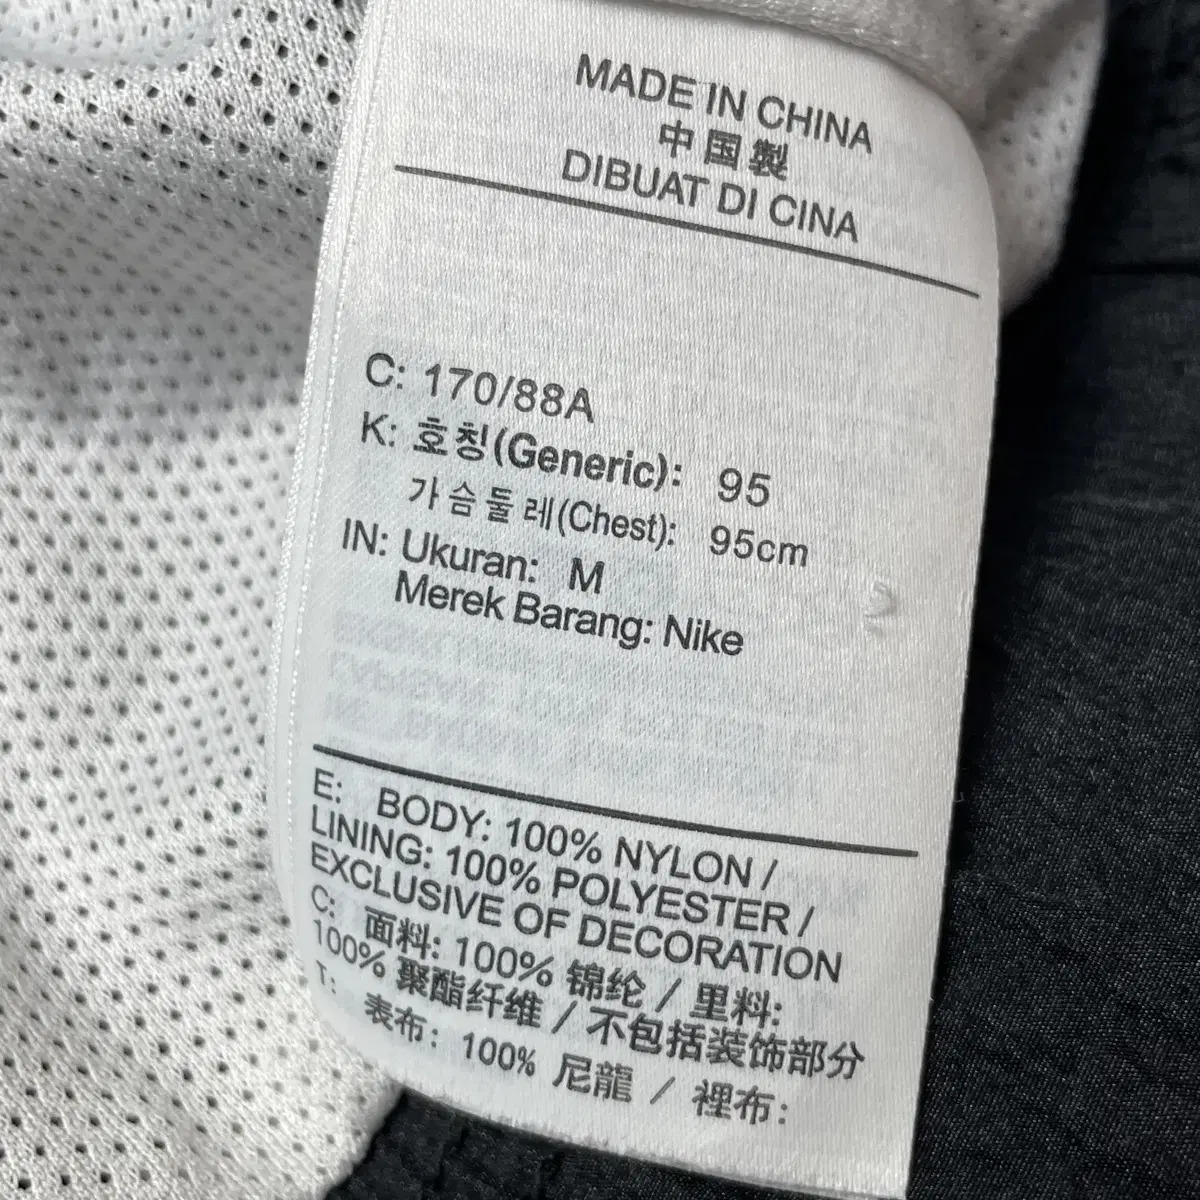 MADE IN CHINA
中国製
DIBUAT DI CINA
C: 170/88A
K: 호칭(Generic): 95
가슴둘레(Chest): 95cm
IN: Ukuran: M
Merek Barang: Nike
E: BODY: 100% NYLON /
LINING: 100% POLYESTER /
EXCLUSIVE OF DECORATION
C: 面料: 100% 锦纶 / 里料:
100% 聚酯纤维 / 不包括装饰部分
T: 表布: 100% 尼龍 / 裡布: